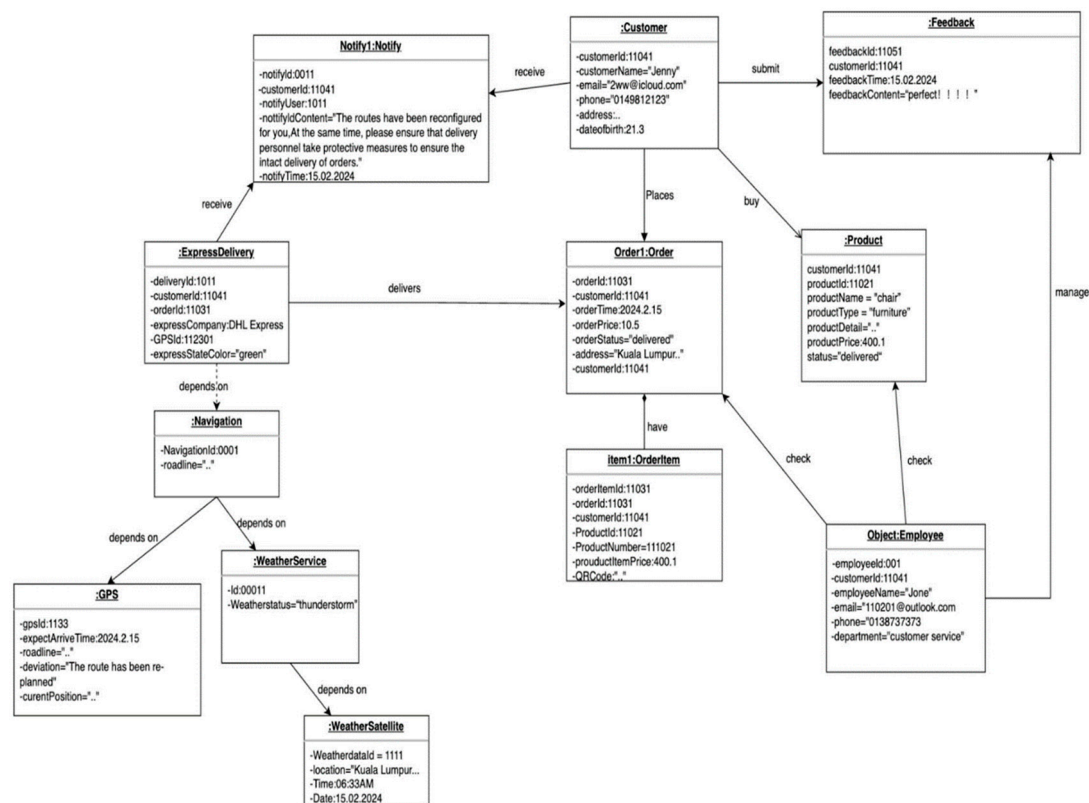 :Customer
-customerId:11041
-customerName="Jenny"
-email="2ww@icloud.com"
-phone="0149812123"
-address:..
-dateofbirth:21.3
:Feedback
feedbackId:11051
customerId:11041
feedbackTime:15.02.2024
feedbackContent="perfect！！！！"
Notify1:Notify
-notifyId:0011
-customerId:11041
-notifyUser:1011
-nottifyIdContent="The routes have been reconfigured
for you,At the same time, please ensure that delivery
personnel take protective measures to ensure the
intact delivery of orders."
-notifyTime:15.02.2024
receive
submit
receive
Places
buy
manage
:ExpressDelivery
-deliveryId:1011
-customerId:11041
-orderId:11031
-expressCompany:DHL Express
-GPSId:112301
-expressStateColor="green"
delivers
Order1:Order
-orderId:11031
-customerId:11041
-orderTime:2024.2.15
-orderPrice:10.5
-orderStatus="delivered"
-address="Kuala Lumpur.."
-customerId:11041
:Product
customerId:11041
productId:11021
productName = "chair"
productType = "furniture"
productDetail=".."
productPrice:400.1
status="delivered"
depends on
:Navigation
-NavigationId:0001
-roadline=".."
have
check
check
item1:OrderItem
-orderItemId:11031
-orderId:11031
-customerId:11041
-ProductId:11021
-ProductNumber=111021
-prouductItemPrice:400.1
-QRCode:".."
Object:Employee
-employeeId:001
-customerId:11041
-employeeName="Jone"
-email="110201@outlook.com
-phone="0138737373
-department="customer service"
depends on
depends on
:WeatherService
-Id:00011
-Weatherstatus="thunderstorm"
:GPS
-gpsId:1133
-expectArriveTime:2024.2.15
-roadline=".."
-deviation="The route has been re-
planned"
-curentPosition=".."
depends on
:WeatherSatellite
-WeatherdataId = 1111
-location="Kuala Lumpur...
-Time:06:33AM
-Date:15.02.2024